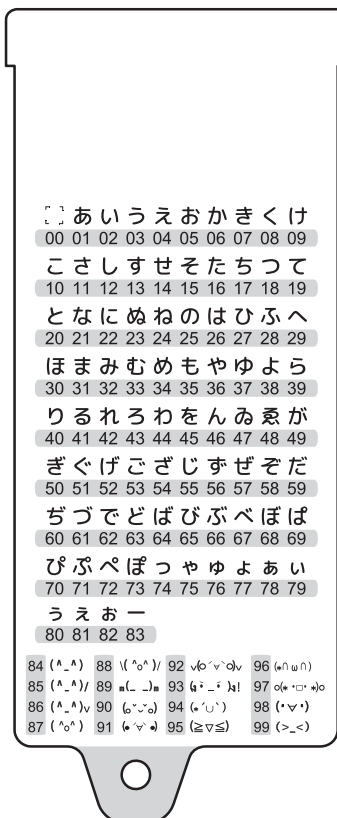 [ ] あ い う え お か き く け
00 01 02 03 04 05 06 07 08 09
こ さ し す せ そ た ち つ て
10 11 12 13 14 15 16 17 18 19
と な に ぬ ね の は ひ ふ へ
20 21 22 23 24 25 26 27 28 29
ほ ま み む め も や ゆ よ ら
30 31 32 33 34 35 36 37 38 39
り る れ ろ わ を ん ゐ ゑ が
40 41 42 43 44 45 46 47 48 49
ぎ ぐ げ ご ざ じ ず ぜ ぞ だ
50 51 52 53 54 55 56 57 58 59
ぢ づ で ど ば び ぶ べ ぼ ぱ
60 61 62 63 64 65 66 67 68 69
ぴ ぷ ぺ ぽ っ ゃ ゅ ょ ぁ ぃ
70 71 72 73 74 75 76 77 78 79
ぅ ぇ ぉ ー
80 81 82 83
84 (^_^) 88 \(^o^)/ 92 v(o´∀`o)v 96 (*∩ω∩)
85 (^_^)/ 89 m(_ _)m 93 97 o(*・□・*)o
86 (^_^)v 90 (o˘◡˘o) 94 (*´∪`) 98 (・∀・)
87 (^o^) 91 (●´∀`●) 95 (≧▽≦) 99 (>_<)